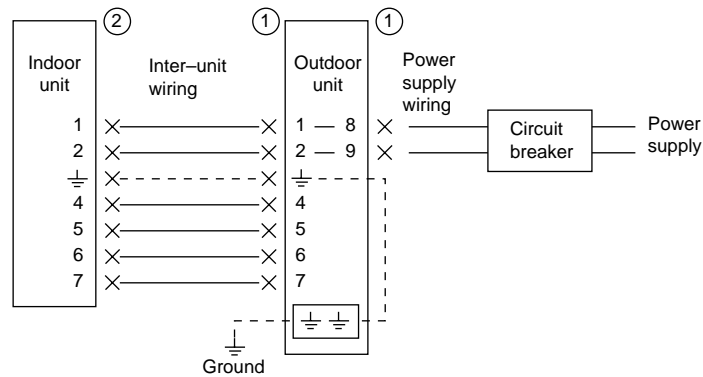 2
1
1
Indoor
unit
Inter–unit
wiring
Outdoor
unit
Power
supply
wiring
1
1 — 8
Circuit
breaker
Power
supply
2
2 — 9
4
4
5
5
6
6
7
7
Ground